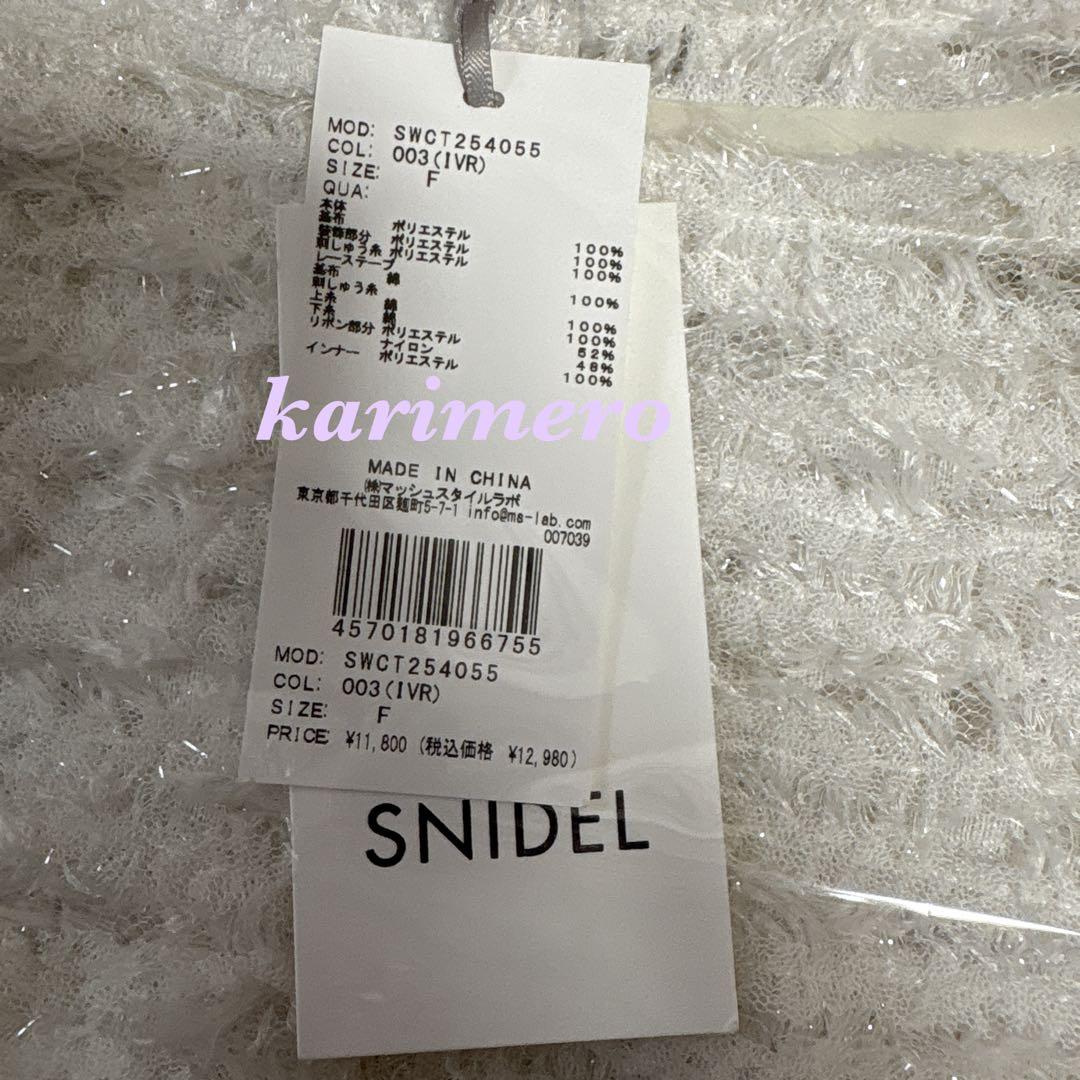 MOD: SWCT254055
COL: 003(IVR)
SIZE: F
QUA:
本体
基布 ポリエステル 100%
装飾部分 ポリエステル 100%
刺しゅう糸 ポリエステル 100%
レーステープ
基布 綿 100%
刺しゅう糸
上糸 綿 100%
下糸 綿 100%
リボン部分 ポリエステル 52%
ナイロン 48%
インナー ポリエステル 100%
karimero
MADE IN CHINA
㈱マッシュスタイルラボ
東京都千代田区麹町5-7-1 info@ms-lab.com
007039
4570181966755
MOD: SWCT254055
COL: 003(IVR)
SIZE: F
PRICE: ¥11,800 (税込価格 ¥12,980)
SNIDEL